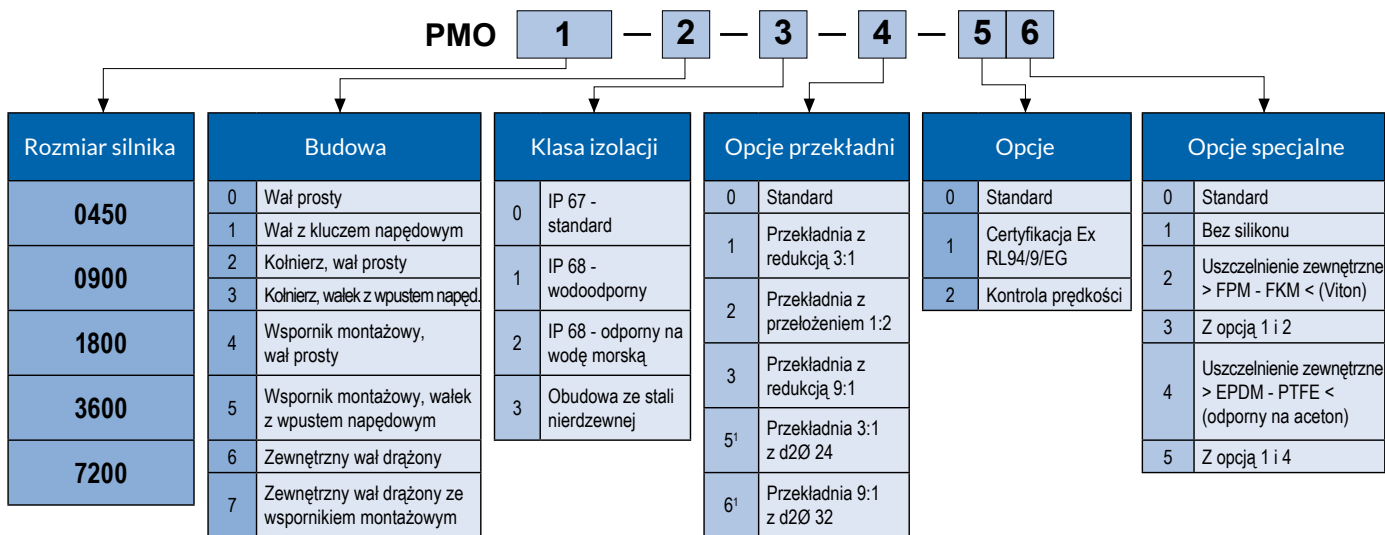 PMO 1 — 2 — 3 — 4 — 5 6
Rozmiar silnika
0450
0900
1800
3600
7200
Budowa
0 Wał prosty
1 Wał z kluczem napędowym
2 Kołnierz, wał prosty
3 Kołnierz, wałek z wpustem napęd.
4 Wspornik montażowy,
wał prosty
5 Wspornik montażowy, wałek
z wpustem napędowym
6 Zewnętrzny wał drążony
7 Zewnętrzny wał drążony ze
wspornikiem montażowym
Klasa izolacji
0 IP 67 -
standard
1 IP 68 -
wodoodporny
2 IP 68 - odporny na
wodę morską
3 Obudowa ze stali
nierdzewnej
Opcje przekładni
0 Standard
1 Przekładnia z
redukcją 3:1
2 Przekładnia z
przełożeniem 1:2
3 Przekładnia z
redukcją 9:1
5¹ Przekładnia 3:1
z d2Ø 24
6¹ Przekładnia 9:1
z d2Ø 32
Opcje
0 Standard
1 Certyfikacja Ex
RL94/9/EG
2 Kontrola prędkości
Opcje specjalne
0 Standard
1 Bez silikonu
2 Uszczelnienie zewnętrzne
> FPM - FKM < (Viton)
3 Z opcją 1 i 2
4 Uszczelnienie zewnętrzne
> EPDM - PTFE <
(odporny na aceton)
5 Z opcją 1 i 4